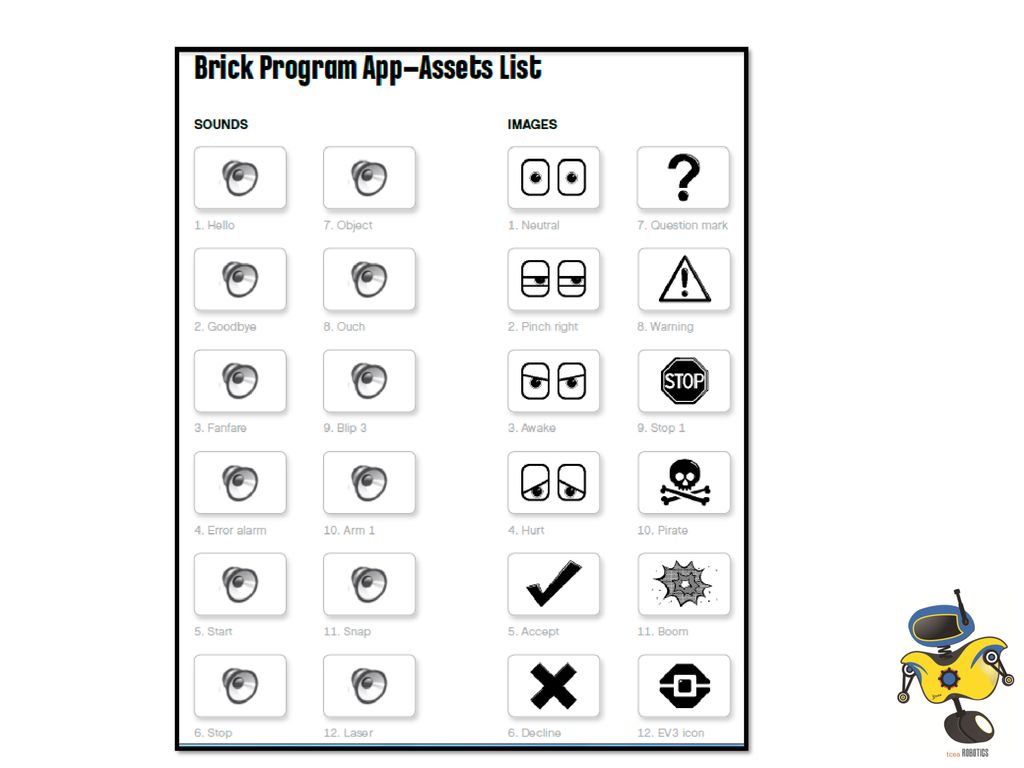 Brick Program App–Assets List
SOUNDS
IMAGES
1. Hello
7. Object
1. Neutral
7. Question mark
2. Goodbye
8. Ouch
2. Pinch right
8. Warning
STOP
3. Fanfare
9. Blip 3
3. Awake
9. Stop 1
4. Error alarm
10. Arm 1
4. Hurt
10. Pirate
5. Start
11. Snap
5. Accept
11. Boom
6. Stop
12. Laser
6. Decline
12. EV3 icon
tcea ROBOTICS